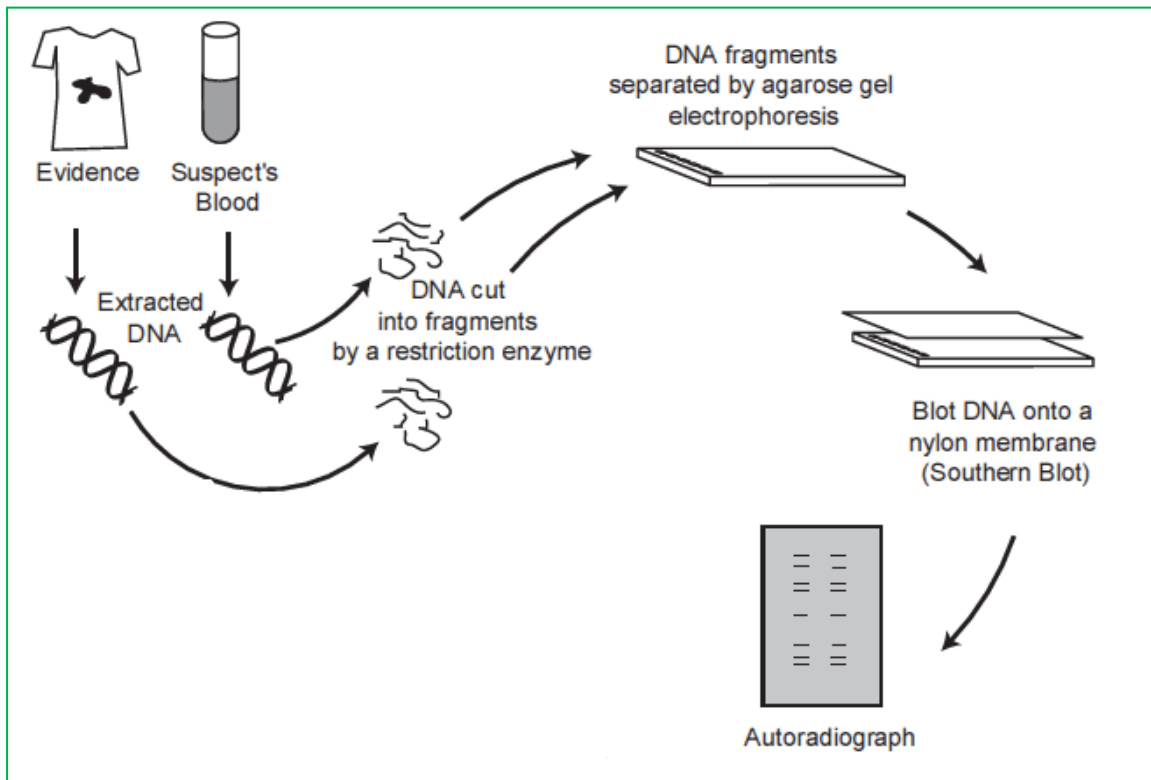 Evidence
Suspect's
Blood
Extracted
DNA
DNA cut
into fragments
by a restriction enzyme
DNA fragments
separated by agarose gel
electrophoresis
Blot DNA onto a
nylon membrane
(Southern Blot)
Autoradiograph